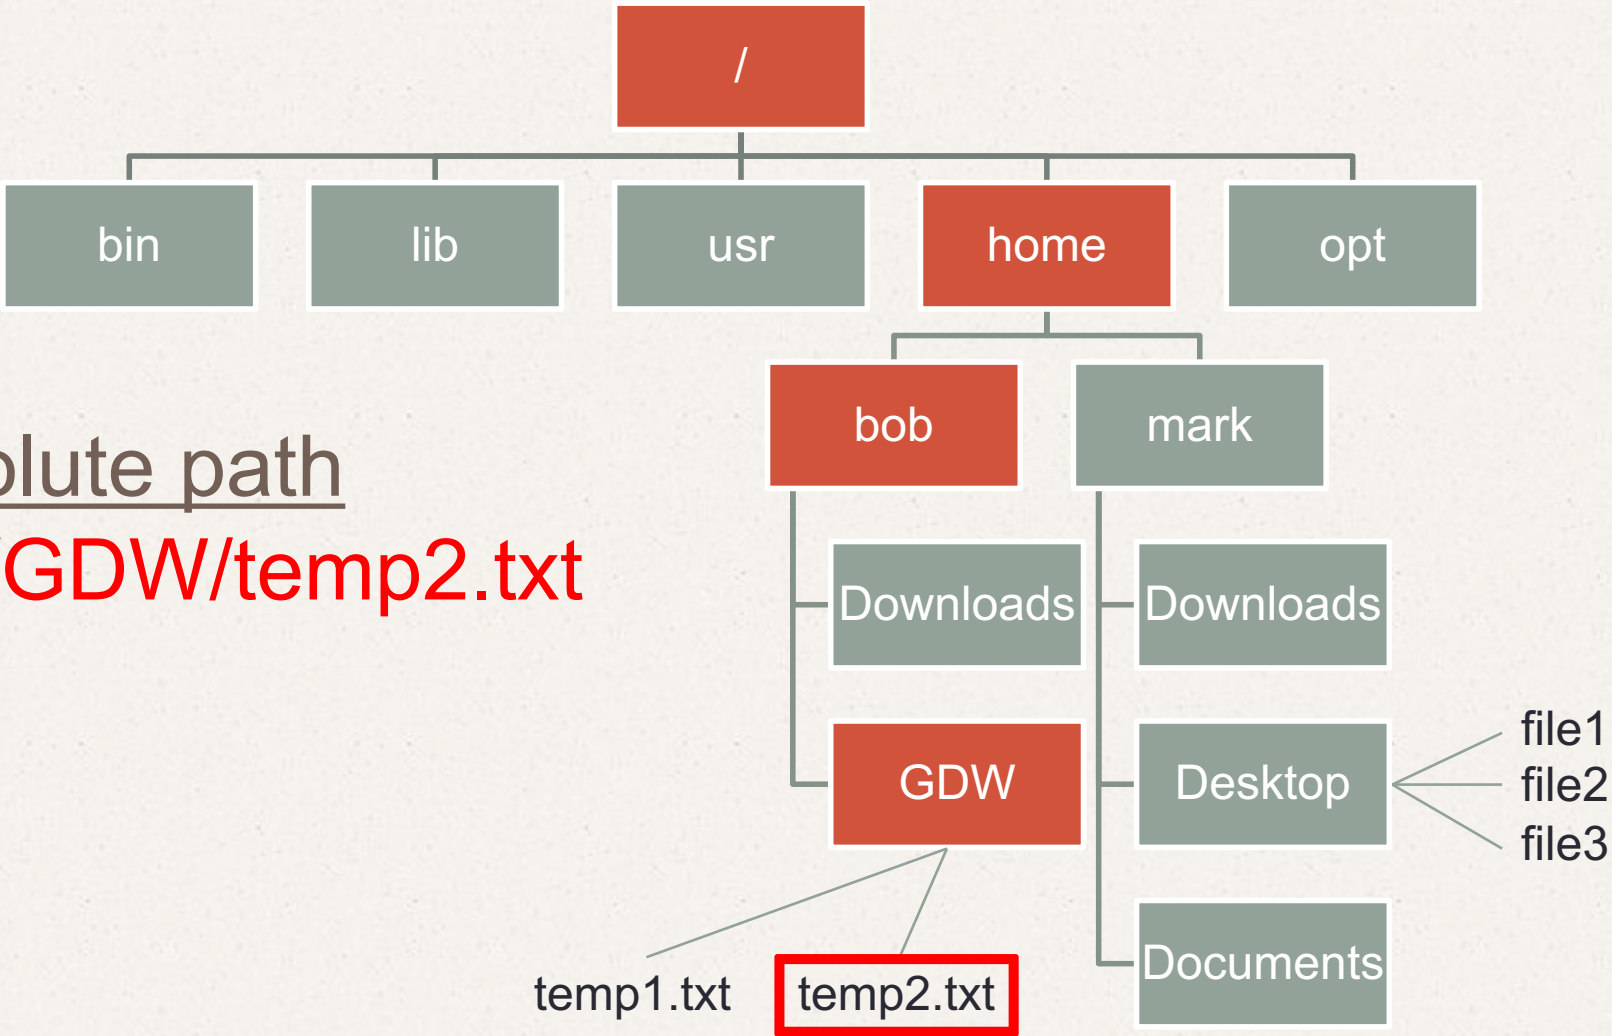 /
bin lib usr home opt
bob mark
olute path
/GDW/temp2.txt
Downloads Downloads
GDW Desktop
file1
file2
file3
Documents
temp1.txt temp2.txt